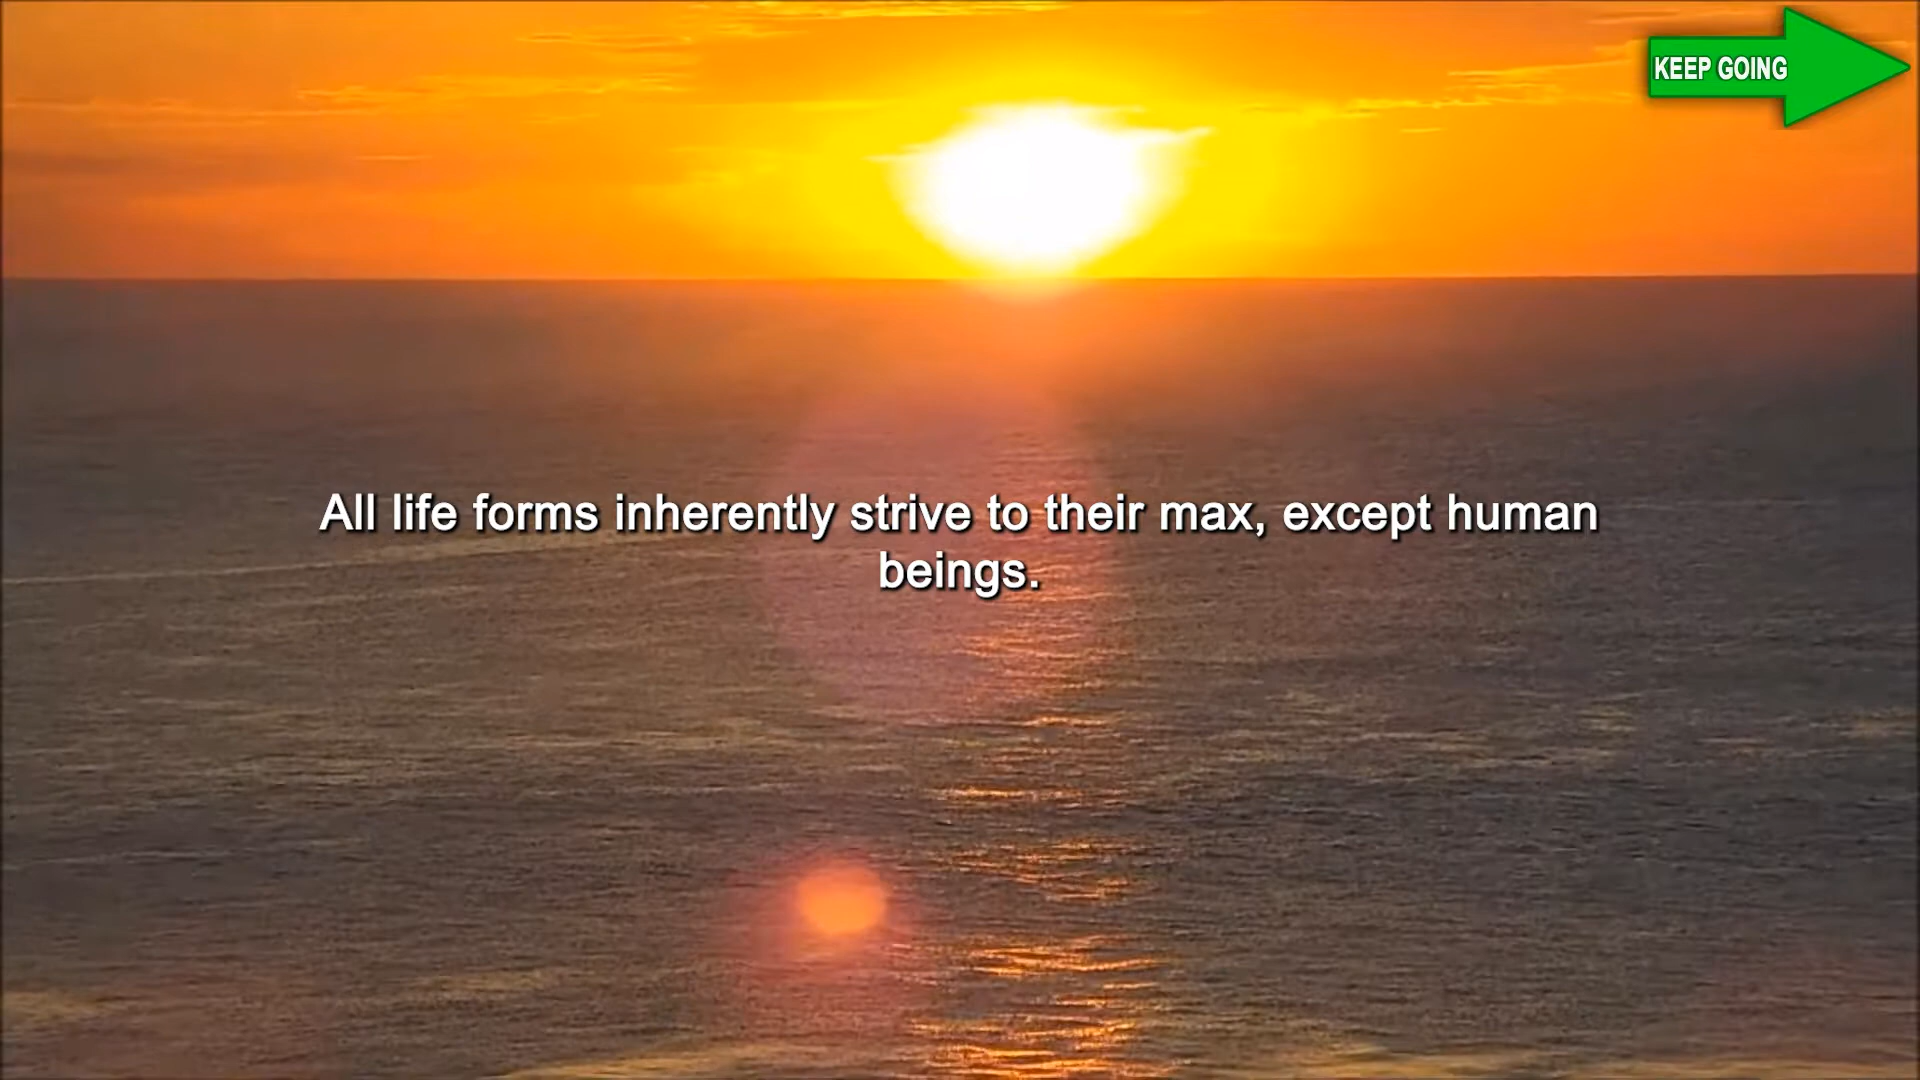 KEEP GOING
All life forms inherently strive to their max, except human
beings.